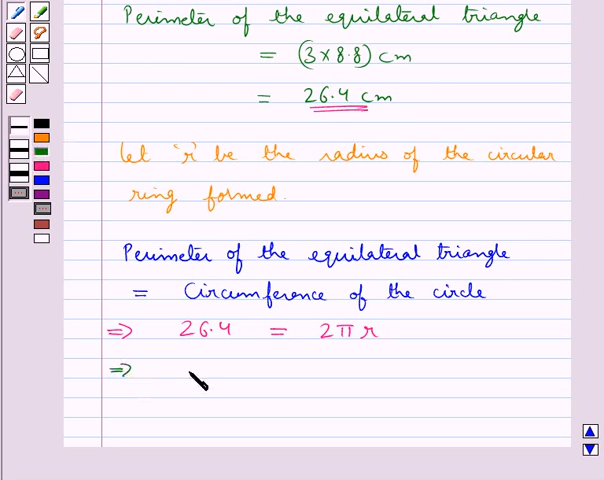 Perimeter of the equilateral triangle
= (3 × 8.8) cm
= 26.4 cm
Let 'r' be the radius of the circular
ring formed.
Perimeter of the equilateral triangle
= Circumference of the circle
⇒ 26.4 = 2πr
⇒